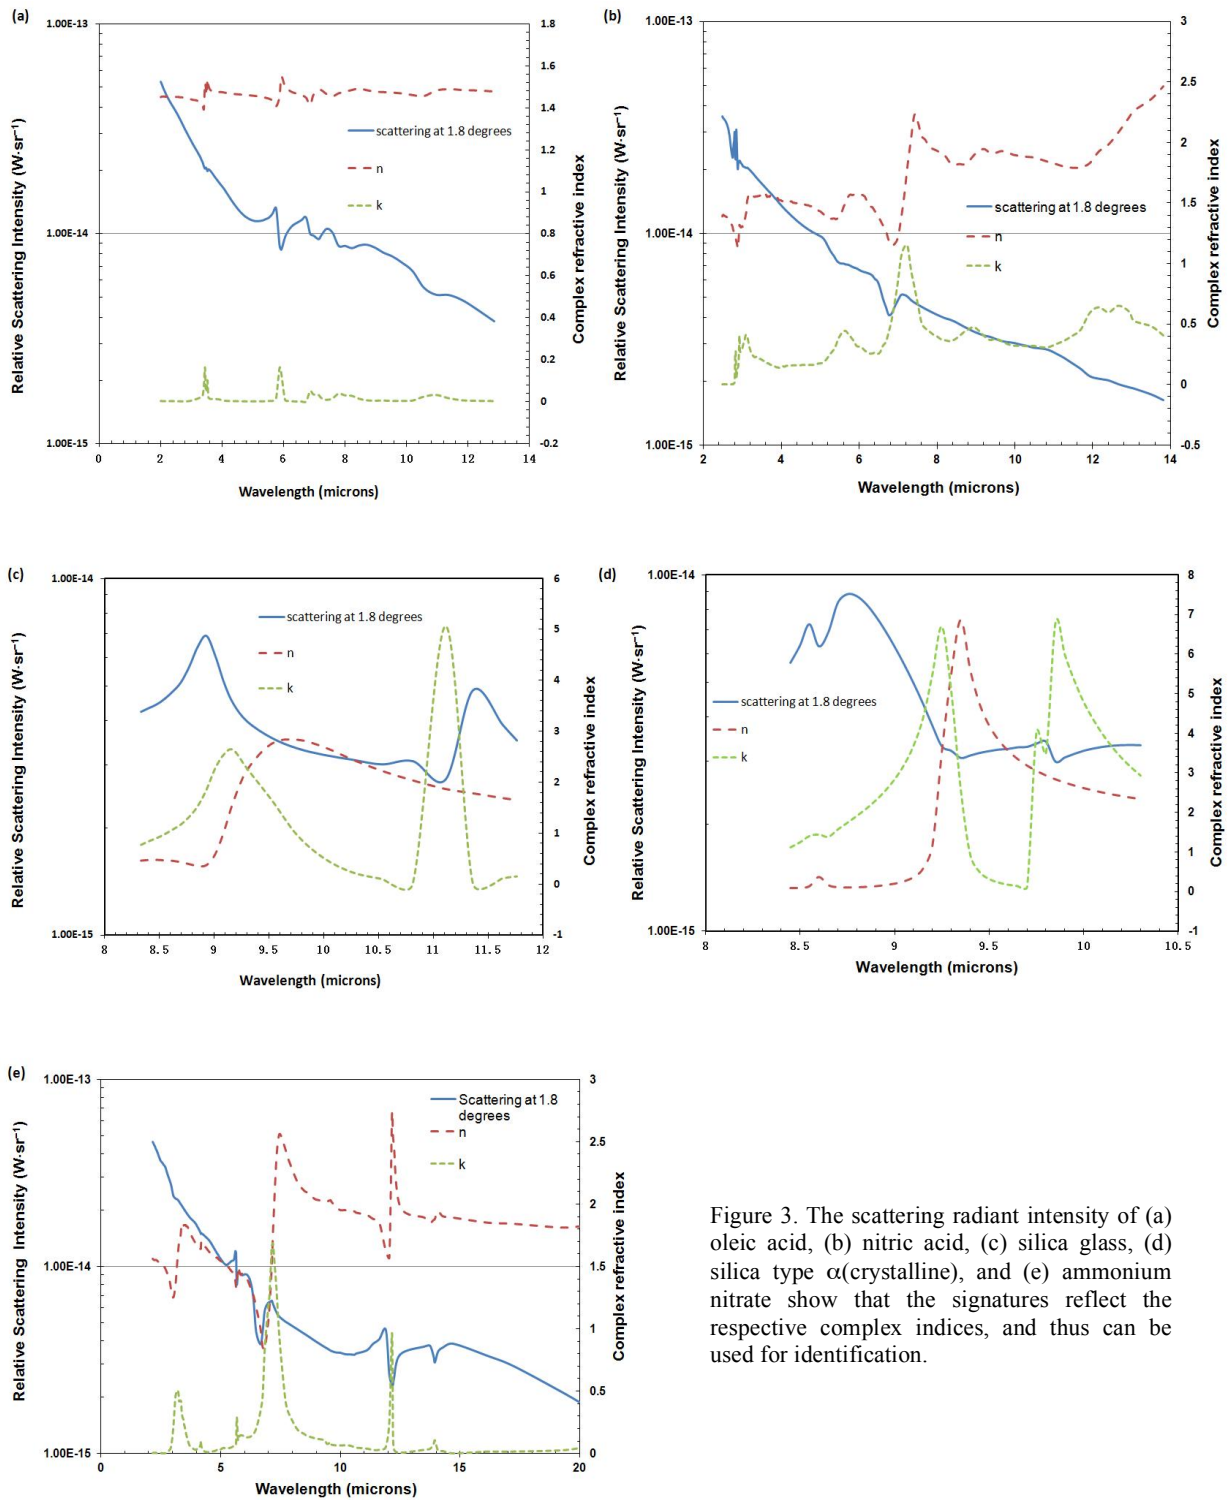 (a)
1.00E-13
1.00E-14
1.00E-15
Relative Scattering Intensity (W·sr⁻¹)
1.8
1.6
1.4
1.2
1
0.8
0.6
0.4
0.2
0
-0.2
Complex refractive index
scattering at 1.8 degrees
n
k
0 2 4 6 8 10 12 14
Wavelength (microns)
(b)
1.00E-13
1.00E-14
1.00E-15
Relative Scattering Intensity (W·sr⁻¹)
3
2.5
2
1.5
1
0.5
0
-0.5
Complex refractive index
scattering at 1.8 degrees
n
k
2 4 6 8 10 12 14
Wavelength (microns)
(c)
1.00E-14
1.00E-15
Relative Scattering Intensity (W·sr⁻¹)
6
5
4
3
2
1
0
-1
Complex refractive index
scattering at 1.8 degrees
n
k
8 8.5 9 9.5 10 10.5 11 11.5 12
Wavelength (microns)
(d)
1.00E-14
1.00E-15
Relative Scattering Intensity (W·sr⁻¹)
8
7
6
5
4
3
2
1
0
-1
Complex refractive index
scattering at 1.8 degrees
n
k
8 8.5 9 9.5 10 10.5
Wavelength (microns)
(e)
1.00E-13
1.00E-14
1.00E-15
Relative Scattering Intensity (W·sr⁻¹)
3
2.5
2
1.5
1
0.5
0
Complex refractive index
Scattering at 1.8
degrees
n
k
0 5 10 15 20
Wavelength (microns)
Figure 3. The scattering radiant intensity of (a)
oleic acid, (b) nitric acid, (c) silica glass, (d)
silica type α(crystalline), and (e) ammonium
nitrate show that the signatures reflect the
respective complex indices, and thus can be
used for identification.